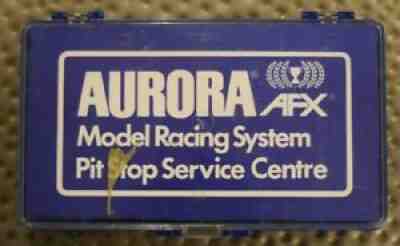 AURORA AFX
Model Racing System
Pit Stop Service Centre